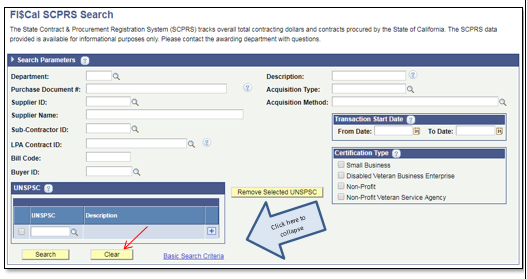 FI$Cal SCPRS Search
The State Contract & Procurement Registration System (SCPRS) tracks overall total contracting dollars and contracts procured by the State of California. The SCPRS data
provided is available for informational purposes only. Please contact the awarding department with questions.
Search Parameters
Department:
Description:
Purchase Document #:
Acquisition Type:
Supplier ID:
Acquisition Method:
Supplier Name:
Transaction Start Date
Sub-Contractor ID:
From Date:
To Date:
LPA Contract ID:
Certification Type
Bill Code:
Small Business
Buyer ID:
Disabled Veteran Business Enterprise
Non-Profit
Non-Profit Veteran Service Agency
UNSPSC
Remove Selected UNSPSC
UNSPSC
Description
Click here to
collapse
Search
Clear
Basic Search Criteria